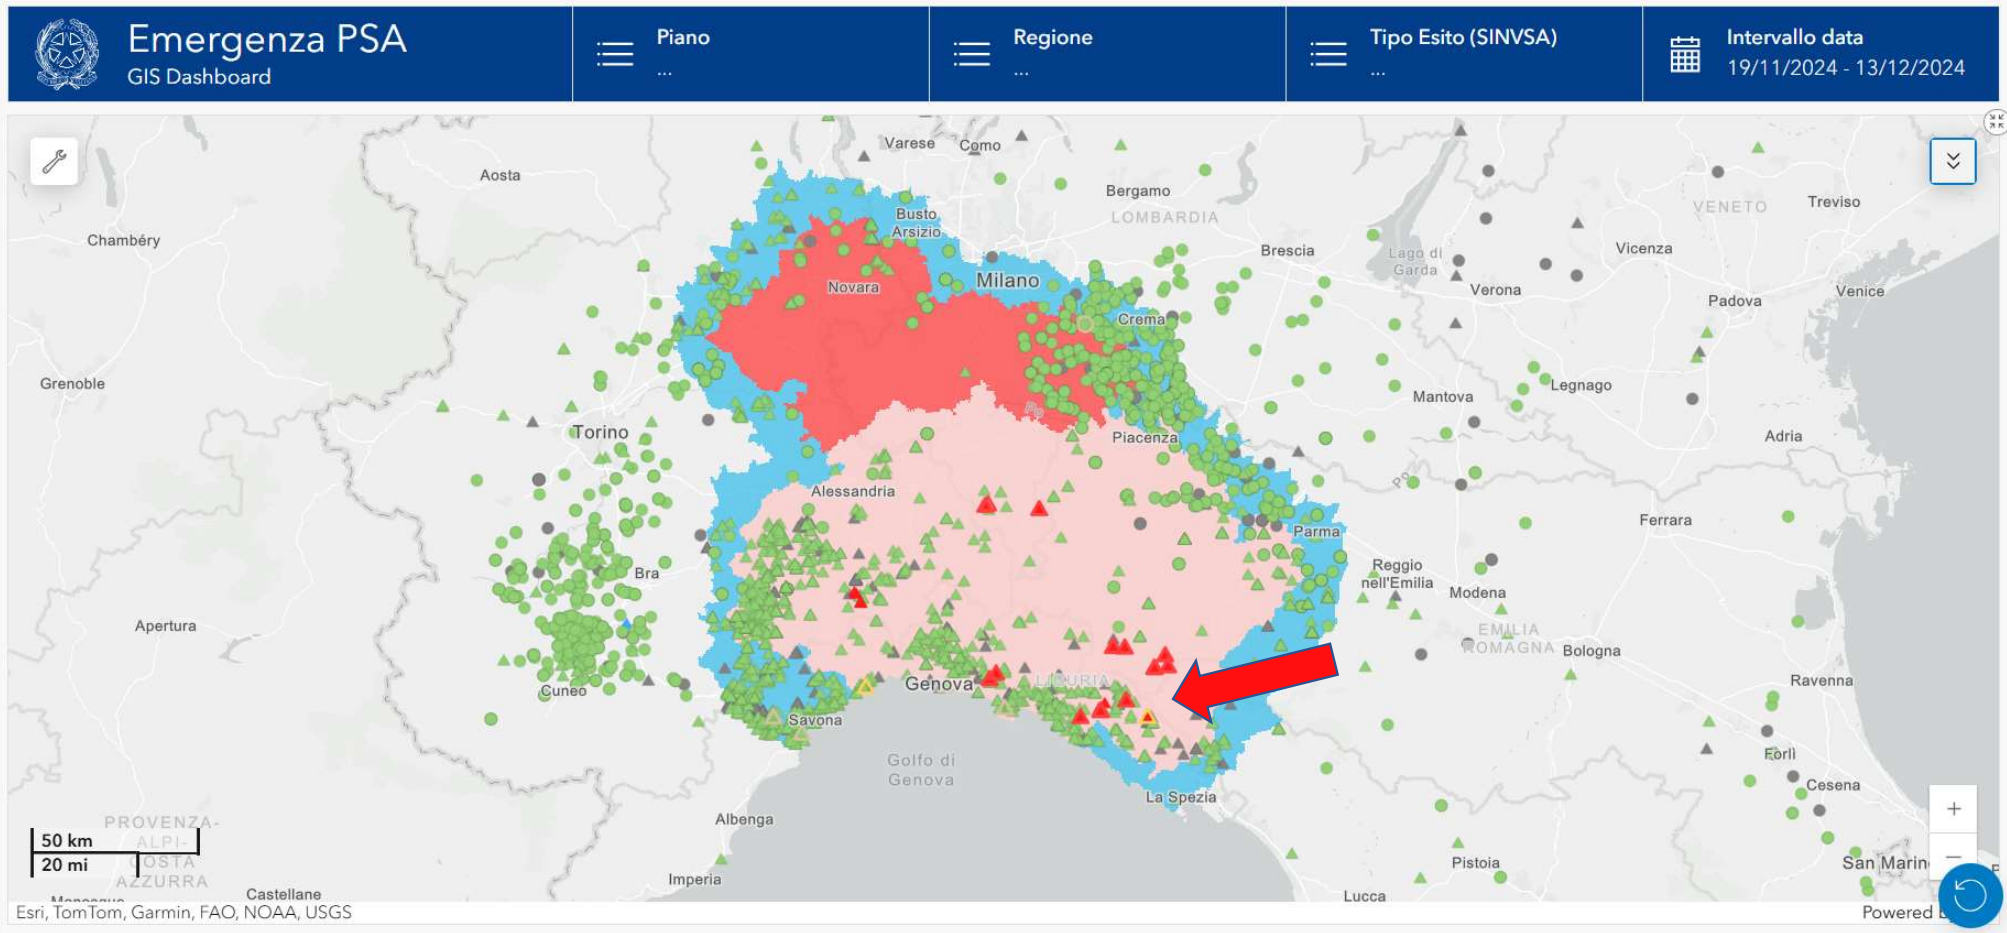 Emergenza PSA
GIS Dashboard
Piano
...
Regione
...
Tipo Esito (SINVSA)
...
Intervallo data
19/11/2024 - 13/12/2024
Varese
Como
Aosta
Bergamo
LOMBARDIA
VENETO
Treviso
Busto
Arsizio
Chambéry
Brescia
Vicenza
Lago di
Garda
Milano
Novara
Verona
Padova
Venice
Crema
Grenoble
Legnago
Mantova
Po
Torino
Piacenza
Adria
Po
Alessandria
Ferrara
Parma
Reggio
nell'Emilia
Bra
Modena
Apertura
EMILIA
ROMAGNA
Bologna
Genova
LIGURIA
Ravenna
Cuneo
Savona
Forlì
Golfo di
Genova
Cesena
La Spezia
Albenga
PROVENZA-
ALPI-
COSTA
AZZURRA
50 km
20 mi
Pistoia
San Marin
Imperia
Castellane
Lucca
Esri, TomTom, Garmin, FAO, NOAA, USGS
Powered